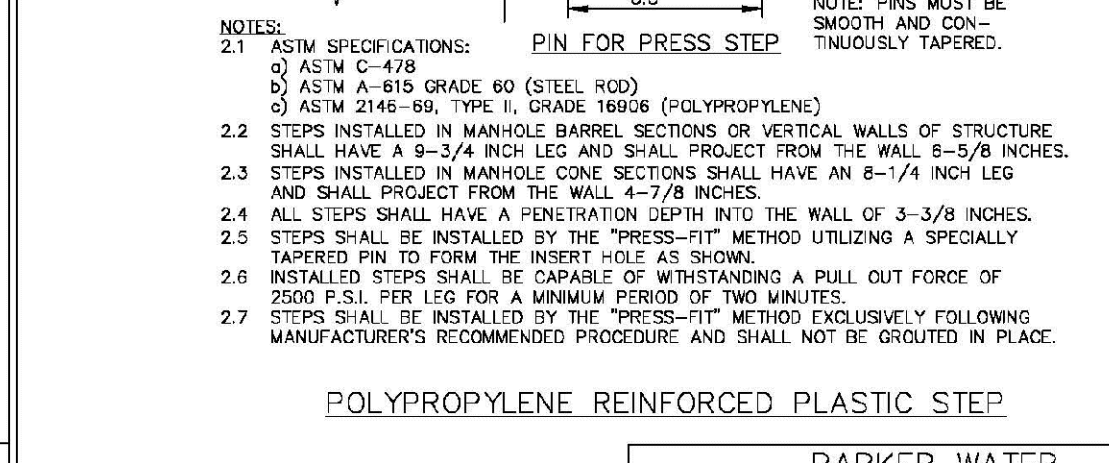 NOTE: PINS MUST BE
SMOOTH AND CON-
TINUOUSLY TAPERED.
PIN FOR PRESS STEP
NOTES:
2.1 ASTM SPECIFICATIONS:
a) ASTM C-478
b) ASTM A-615 GRADE 60 (STEEL ROD)
c) ASTM 2146-69, TYPE II, GRADE 16906 (POLYPROPYLENE)
2.2 STEPS INSTALLED IN MANHOLE BARREL SECTIONS OR VERTICAL WALLS OF STRUCTURE
SHALL HAVE A 9-3/4 INCH LEG AND SHALL PROJECT FROM THE WALL 6-5/8 INCHES.
2.3 STEPS INSTALLED IN MANHOLE CONE SECTIONS SHALL HAVE AN 8-1/4 INCH LEG
AND SHALL PROJECT FROM THE WALL 4-7/8 INCHES.
2.4 ALL STEPS SHALL HAVE A PENETRATION DEPTH INTO THE WALL OF 3-3/8 INCHES.
2.5 STEPS SHALL BE INSTALLED BY THE "PRESS-FIT" METHOD UTILIZING A SPECIALLY
TAPERED PIN TO FORM THE INSERT HOLE AS SHOWN.
2.6 INSTALLED STEPS SHALL BE CAPABLE OF WITHSTANDING A PULL OUT FORCE OF
2500 P.S.I. PER LEG FOR A MINIMUM PERIOD OF TWO MINUTES.
2.7 STEPS SHALL BE INSTALLED BY THE "PRESS-FIT" METHOD EXCLUSIVELY FOLLOWING
MANUFACTURER'S RECOMMENDED PROCEDURE AND SHALL NOT BE GROUTED IN PLACE.
POLYPROPYLENE REINFORCED PLASTIC STEP
PARKER WATER